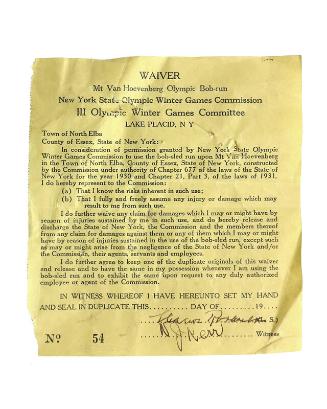 WAIVER
Mt Van Hoevenberg Olympic Bob-run
New York State Olympic Winter Games Commission
III Olympic Winter Games Committee
LAKE PLACID, N Y
Town of North Elba
County of Essex, State of New York:
In consideration of permission granted by New York State Olympic
Winter Games Commission to use the bob-sled run upon Mt Van Hoevenberg
in the Town of North Elba, County of Essex, State of New York, constructed
by the Commission under authority of Chapter 677 of the laws of the State of
New York for the year 1930 and Chapter 21, Part 3, of the laws of 1931,
I do hereby represent to the Commission:
(a) That I know the risks inherent in such use;
(b) That I fully and freely assume any injury or damage which may
result to me from such use.
I do further waive any claim for damages which I may or might have by
reason of injuries sustained by me in such use, and do hereby release and
discharge the State of New York, the Commission and the members thereof
from any claim for damages against them or any of them which I may or might
have by reason of injuries sustained in the use of the bob-sled run, except such
as may or might arise from the negligence of the State of New York and/or
the Commission, their agents, servants and employees.
I do further agree to keep one of the duplicate originals of this waiver
and release and to have the same in my possession whenever I am using the
bob-sled run and to exhibit the same upon request to any duly authorized
employee or agent of the Commission.
IN WITNESS WHEREOF I HAVE HEREUNTO SET MY HAND
AND SEAL IN DUPLICATE THIS.......... DAY OF.......... 19....
S.)
J. Kerr Witness
No 54